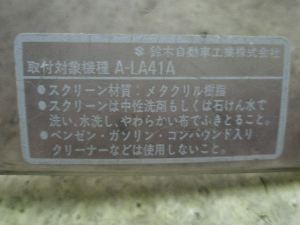 鈴木自動車工業株式会社
取付対象機種 A-LA41A
●スクリーン材質:メタクリル樹脂
●スクリーンは中性洗剤もしくは石けん水で
洗い、水洗し、やわらかい布でふきとること。
●ベンゼン・ガソリン・コンパウンド入り
クリーナーなどは使用しないこと。